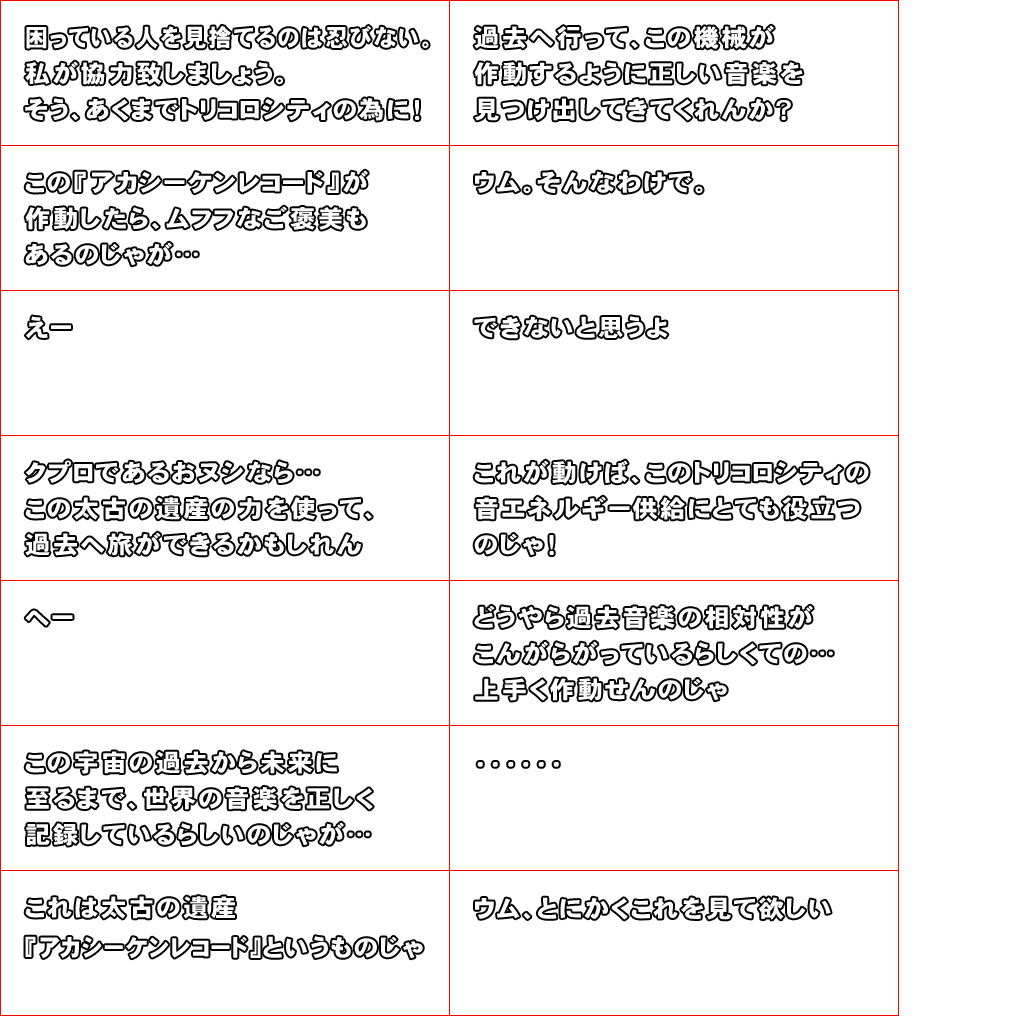 困っている人を見捨てるのは忍びない。
私が協力致しましょう。
そう、あくまでトリコロシティの為に！
過去へ行って、この機械が
作動するように正しい音楽を
見つけ出してきてくれんか？
この『アカシーケンレコード』が
作動したら、ムフフなご褒美も
あるのじゃが…
ウム。そんなわけで。
えー
できないと思うよ
クプロであるおヌシなら…
この太古の遺産の力を使って、
過去へ旅ができるかもしれん
これが動けば、このトリコロシティの
音エネルギー供給にとても役立つ
のじゃ！
へー
どうやら過去音楽の相対性が
こんがらがっているらしくての…
上手く作動せんのじゃ
この宇宙の過去から未来に
至るまで、世界の音楽を正しく
記録しているらしいのじゃが…
。。。。。。
これは太古の遺産
『アカシーケンレコード』というものじゃ
ウム、とにかくこれを見て欲しい